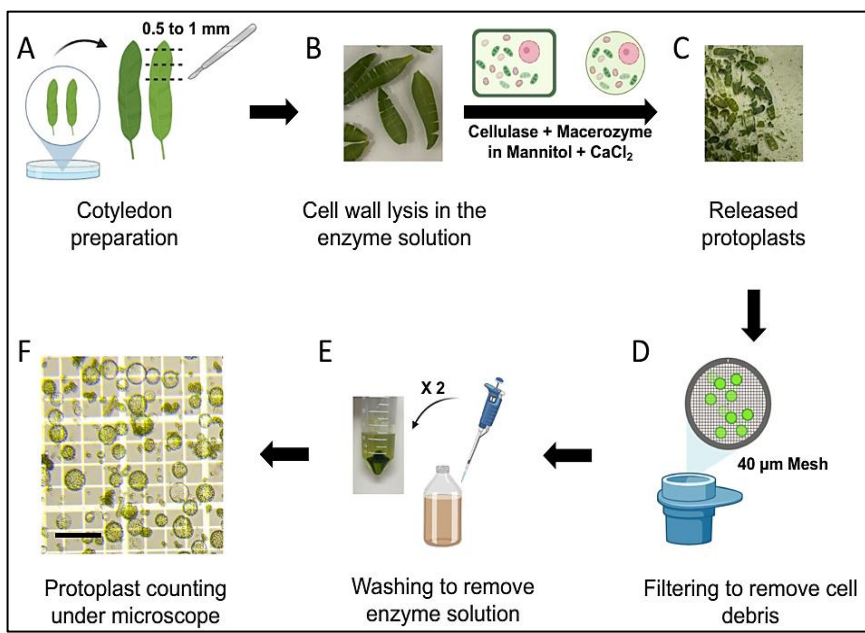 A
0.5 to 1 mm
Cotyledon
preparation
B
Cell wall lysis in the
enzyme solution
Cellulase + Macerozyme
in Mannitol + CaCl₂
C
Released
protoplasts
D
40 µm Mesh
Filtering to remove cell
debris
E
X 2
Washing to remove
enzyme solution
F
Protoplast counting
under microscope